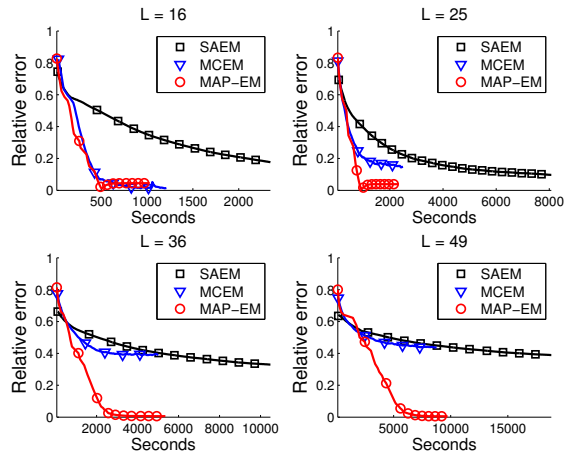 L = 16
L = 25
1
0.8
0.6
0.4
0.2
0
Relative error
SAEM
MCEM
MAP-EM
500 1000 1500 2000
Seconds
1
0.8
0.6
0.4
0.2
0
Relative error
SAEM
MCEM
MAP-EM
2000 4000 6000 8000
Seconds
L = 36
L = 49
1
0.8
0.6
0.4
0.2
0
Relative error
SAEM
MCEM
MAP-EM
2000 4000 6000 8000 10000
Seconds
1
0.8
0.6
0.4
0.2
0
Relative error
SAEM
MCEM
MAP-EM
5000 10000 15000
Seconds